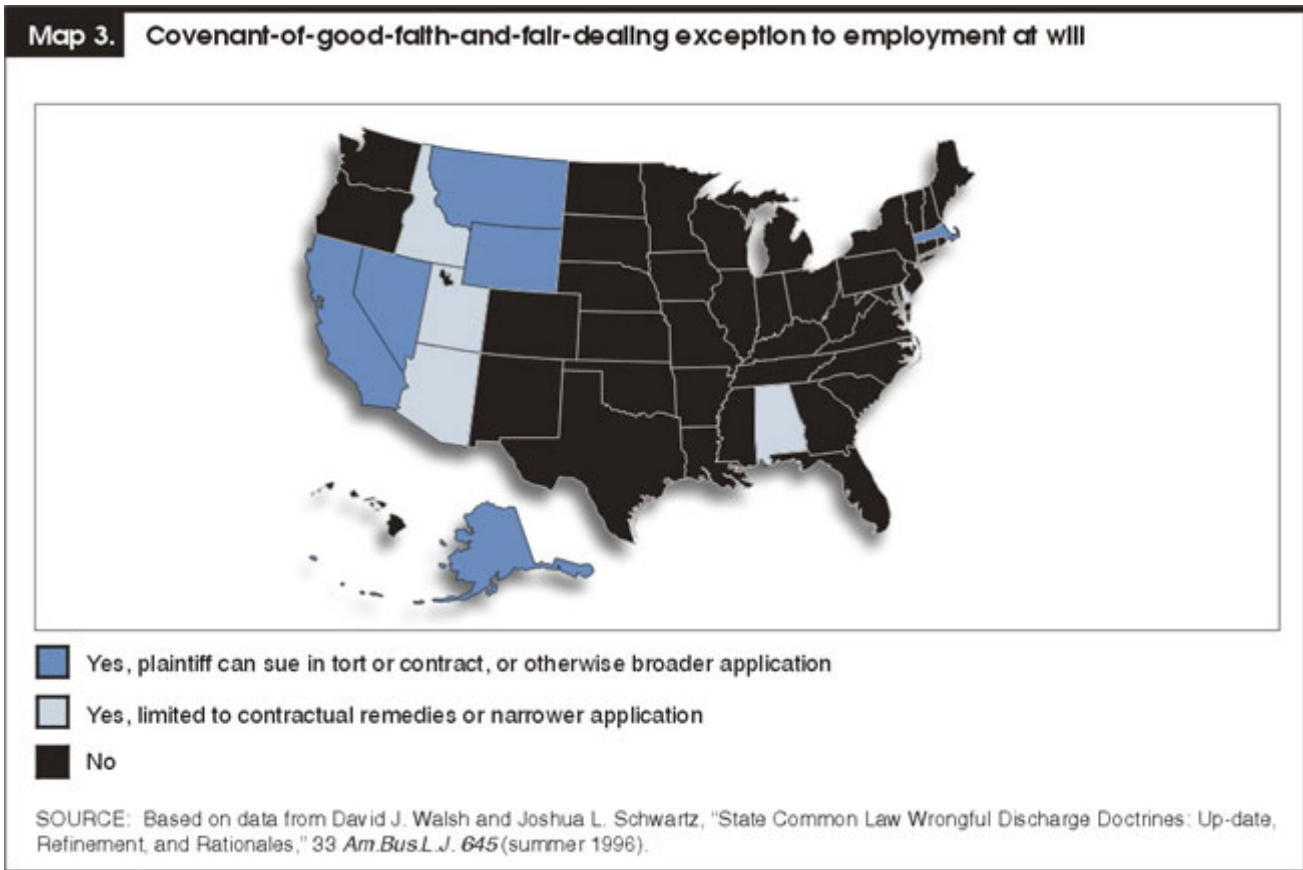 Map 3. Covenant-of-good-faith-and-fair-dealing exception to employment at will
Yes, plaintiff can sue in tort or contract, or otherwise broader application
Yes, limited to contractual remedies or narrower application
No
SOURCE: Based on data from David J. Walsh and Joshua L. Schwartz, "State Common Law Wrongful Discharge Doctrines: Up-date,
Refinement, and Rationales," 33 Am.Bus.L.J. 645 (summer 1996).